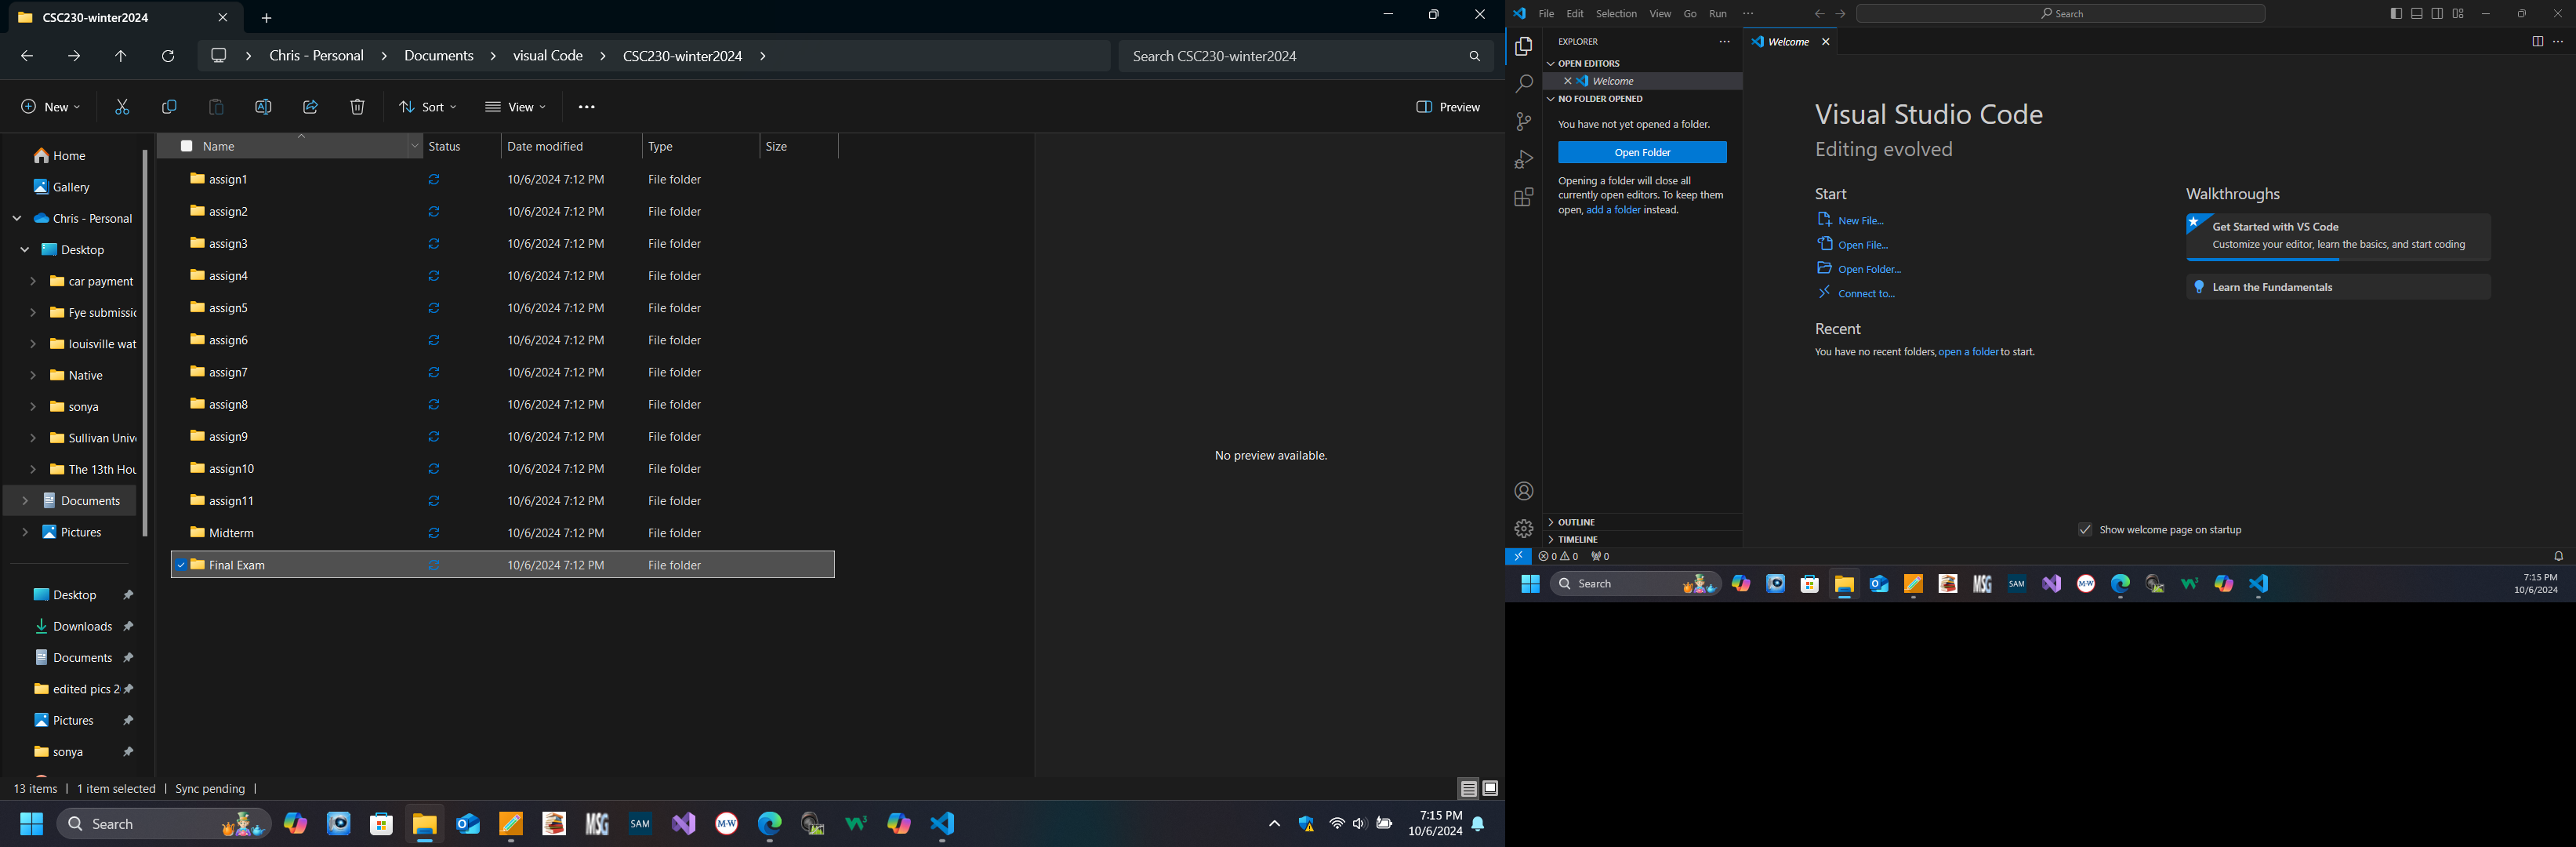 CSC230-winter2024
Chris - Personal > Documents > visual Code > CSC230-winter2024 >
Search CSC230-winter2024
New
Sort
View
Preview
Name Status Date modified Type Size
Home
Gallery
Chris - Personal
Desktop
car payment
Fye submissic
louisville wat
Native
sonya
Sullivan Univ
The 13th Hou
Documents
Pictures
Desktop
Downloads
Documents
edited pics 2
Pictures
sonya
assign1 10/6/2024 7:12 PM File folder
assign2 10/6/2024 7:12 PM File folder
assign3 10/6/2024 7:12 PM File folder
assign4 10/6/2024 7:12 PM File folder
assign5 10/6/2024 7:12 PM File folder
assign6 10/6/2024 7:12 PM File folder
assign7 10/6/2024 7:12 PM File folder
assign8 10/6/2024 7:12 PM File folder
assign9 10/6/2024 7:12 PM File folder
assign10 10/6/2024 7:12 PM File folder
assign11 10/6/2024 7:12 PM File folder
Midterm 10/6/2024 7:12 PM File folder
Final Exam 10/6/2024 7:12 PM File folder
No preview available.
13 items | 1 item selected | Sync pending |
Search
MSG
SAM
M-W
W3
7:15 PM
10/6/2024
File Edit Selection View Go Run ···
Search
EXPLORER
OPEN EDITORS
Welcome
NO FOLDER OPENED
You have not yet opened a folder.
Open Folder
Opening a folder will close all
currently open editors. To keep them
open, add a folder instead.
OUTLINE
TIMELINE
Welcome
Visual Studio Code
Editing evolved
Start
New File...
Open File...
Open Folder...
Connect to...
Recent
You have no recent folders, open a folder to start.
Walkthroughs
Get Started with VS Code
Customize your editor, learn the basics, and start coding
Learn the Fundamentals
Show welcome page on startup
0 0 0
Search
MSG
SAM
M-W
W3
7:15 PM
10/6/2024